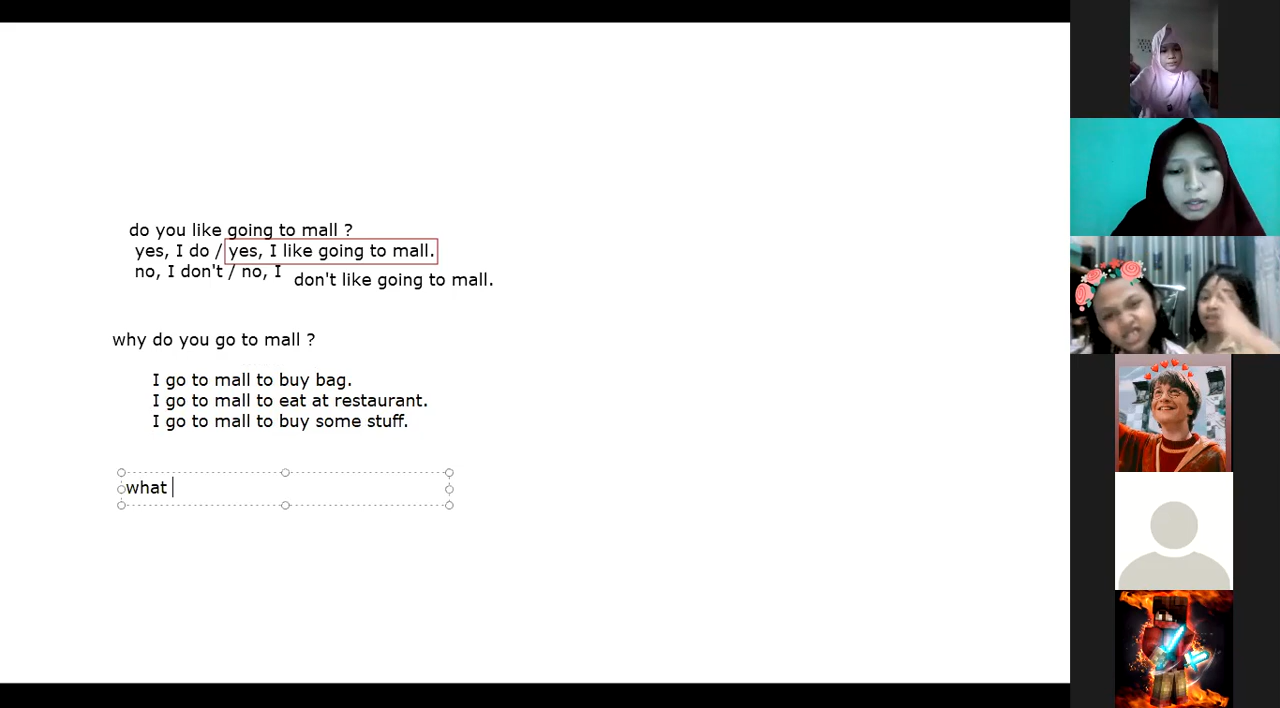 do you like going to mall ?
yes, I do / yes, I like going to mall.
no, I don't / no, I don't like going to mall.
why do you go to mall ?
I go to mall to buy bag.
I go to mall to eat at restaurant.
I go to mall to buy some stuff.
what